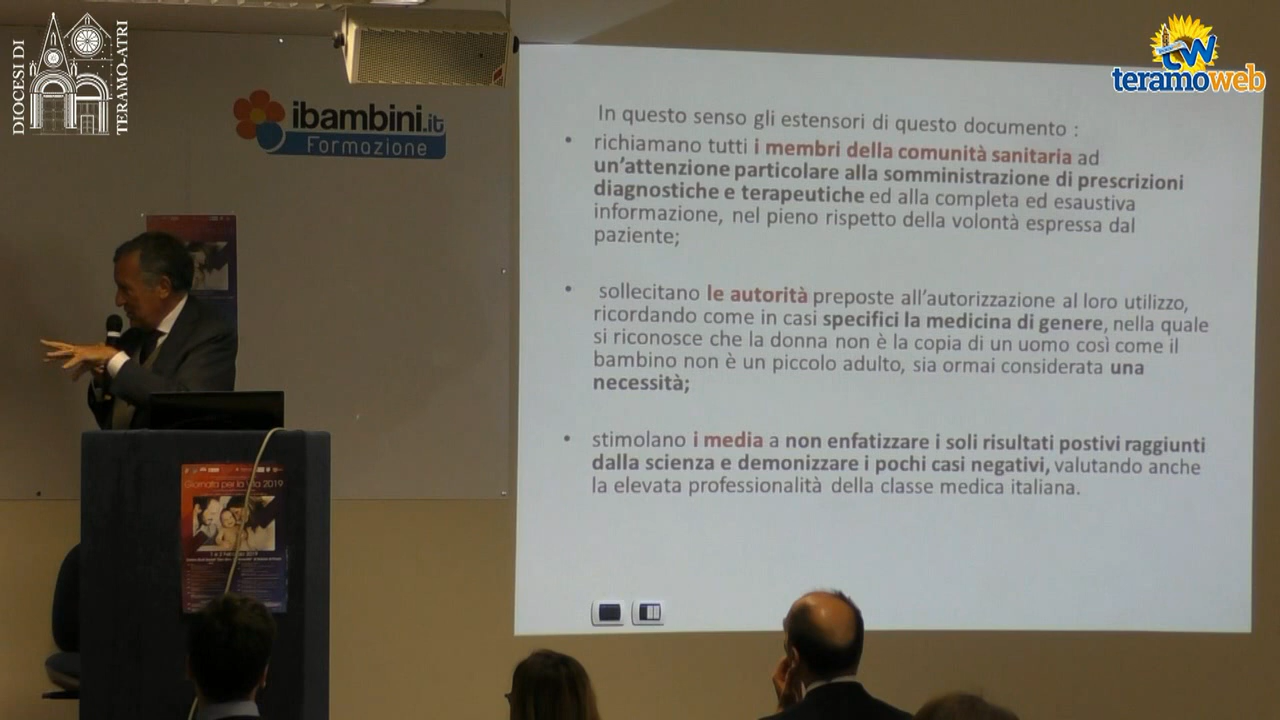 DIOCESI DI
TERAMO-ATRI
ibambini.it
Formazione
tw
teramoweb
In questo senso gli estensori di questo documento :
• richiamano tutti i membri della comunità sanitaria ad
un'attenzione particolare alla somministrazione di prescrizioni
diagnostiche e terapeutiche ed alla completa ed esaustiva
informazione, nel pieno rispetto della volontà espressa dal
paziente;
• sollecitano le autorità preposte all'autorizzazione al loro utilizzo,
ricordando come in casi specifici la medicina di genere, nella quale
si riconosce che la donna non è la copia di un uomo così come il
bambino non è un piccolo adulto, sia ormai considerata una
necessità;
• stimolano i media a non enfatizzare i soli risultati postivi raggiunti
dalla scienza e demonizzare i pochi casi negativi, valutando anche
la elevata professionalità della classe medica italiana.
Giornata per la Vita 2019